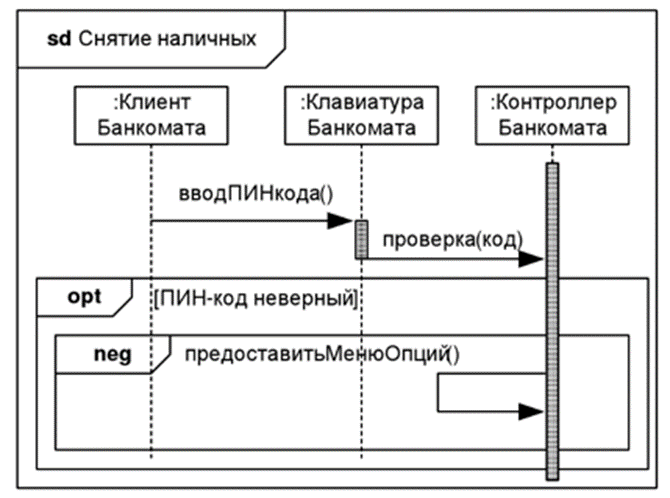 sd Снятие наличных
:Клиент
Банкомата
:Клавиатура
Банкомата
:Контроллер
Банкомата
вводПИНкода()
проверка(код)
opt [ПИН-код неверный]
neg предоставитьМенюОпций()